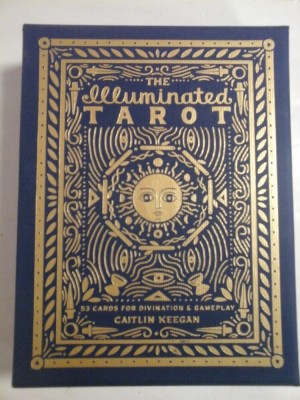 THE
Illuminated
TAROT
53 CARDS FOR DIVINATION & GAMEPLAY
CAITLIN KEEGAN